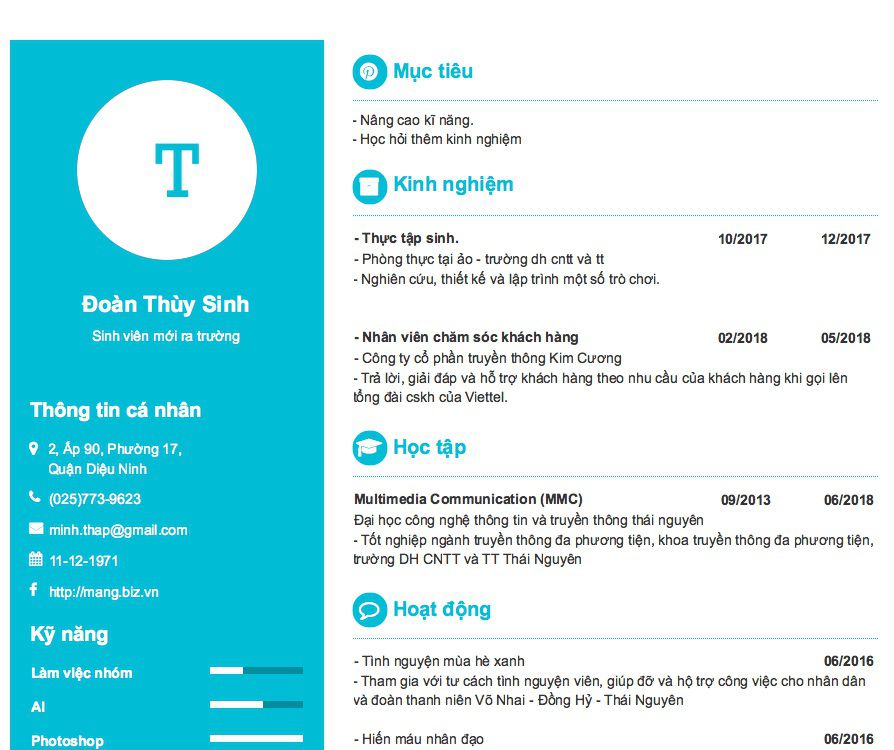 T
Đoàn Thùy Sinh
Sinh viên mới ra trường
Thông tin cá nhân
2, Ấp 90, Phường 17,
Quận Diệu Ninh
(025)773-9623
minh.thap@gmail.com
11-12-1971
http://mang.biz.vn
Kỹ năng
Làm việc nhóm
AI
Photoshop
Mục tiêu
- Nâng cao kĩ năng.
- Học hỏi thêm kinh nghiệm
Kinh nghiệm
- Thực tập sinh. 10/2017 12/2017
- Phòng thực tại ảo - trường dh cntt và tt
- Nghiên cứu, thiết kế và lập trình một số trò chơi.
- Nhân viên chăm sóc khách hàng 02/2018 05/2018
- Công ty cổ phần truyền thông Kim Cương
- Trả lời, giải đáp và hỗ trợ khách hàng theo nhu cầu của khách hàng khi gọi lên
tổng đài cskh của Viettel.
Học tập
Multimedia Communication (MMC) 09/2013 06/2018
Đại học công nghệ thông tin và truyền thông thái nguyên
- Tốt nghiệp ngành truyền thông đa phương tiện, khoa truyền thông đa phương tiện,
trường DH CNTT và TT Thái Nguyên
Hoạt động
- Tình nguyện mùa hè xanh 06/2016
- Tham gia với tư cách tình nguyện viên, giúp đỡ và hộ trợ công việc cho nhân dân
và đoàn thanh niên Võ Nhai - Đồng Hỷ - Thái Nguyên
- Hiến máu nhân đạo 06/2016